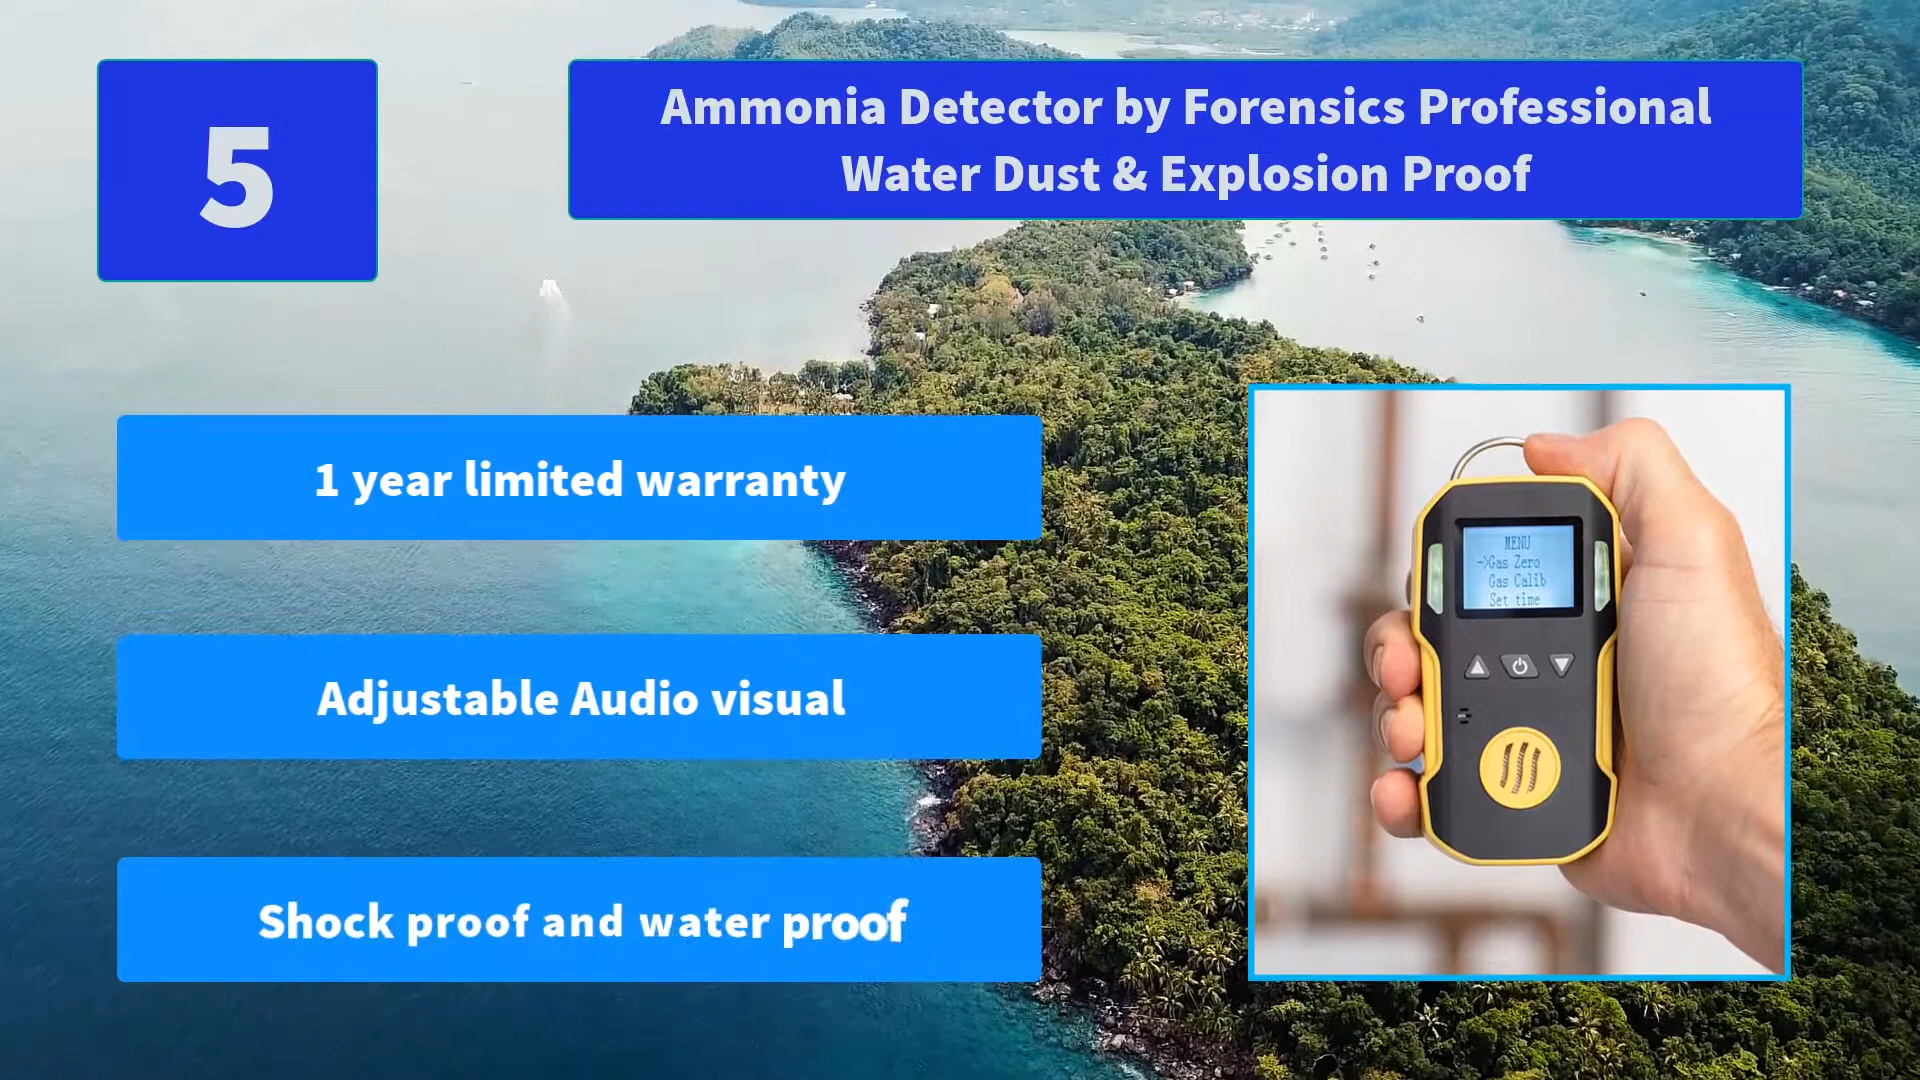 5
Ammonia Detector by Forensics Professional
Water Dust & Explosion Proof
1 year limited warranty
Adjustable Audio visual
Shock proof and water proof
MENU
->Gas Zero
Gas Calib
Set time